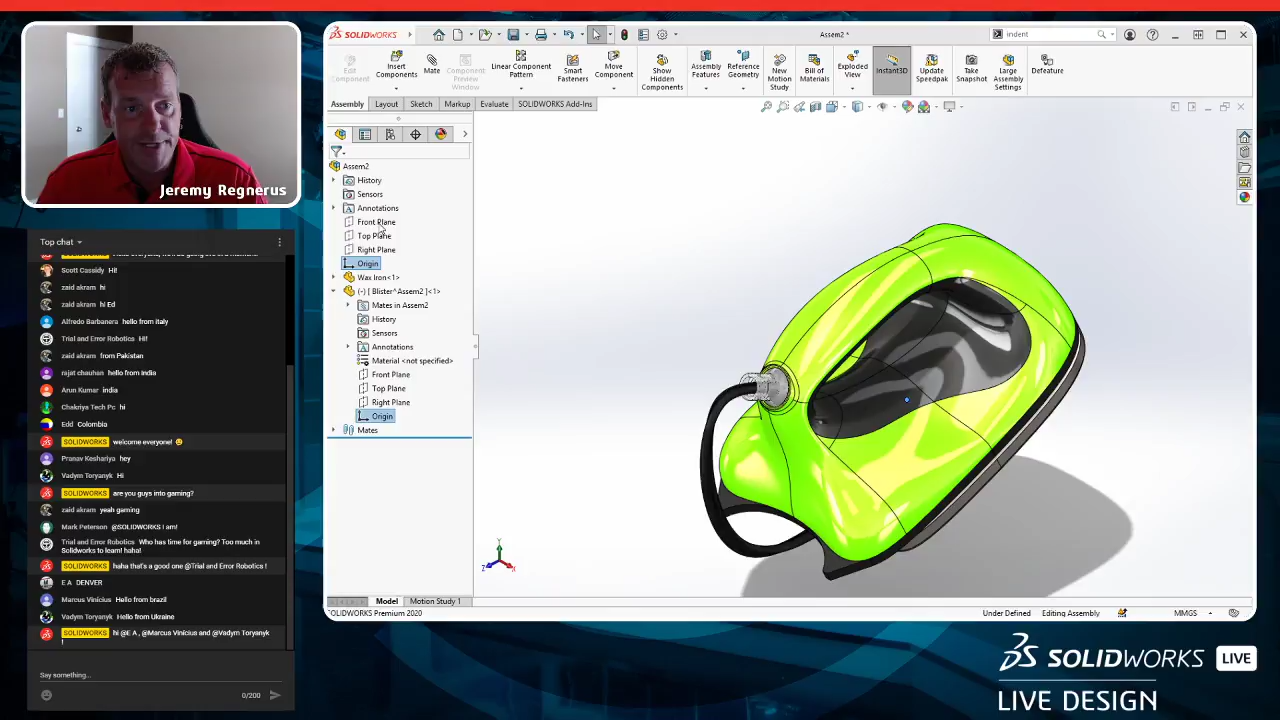 Jeremy Regnerus
Top chat
Scott Cassidy Hi!
zaid akram hi
zaid akram hi Ed
Alfredo Barbanera hello from italy
Trial and Error Robotics Hi!
zaid akram from Pakistan
rajat chauhan hello from India
Arun Kumar india
Chakriya Tech Pc hi
Edd Colombia
SOLIDWORKS welcome everyone!
Pranav Keshariya hey
Vadym Toryanyk Hi
SOLIDWORKS are you guys into gaming?
zaid akram yeah gaming
Mark Peterson @SOLIDWORKS I am!
Trial and Error Robotics Who has time for gaming? Too much in
Solidworks to learn! haha!
SOLIDWORKS haha that's a good one @Trial and Error Robotics !
E A DENVER
Marcus Vinícius Hello from brazil
Vadym Toryanyk Hello from Ukraine
SOLIDWORKS hi @E A , @Marcus Vinícius and @Vadym Toryanyk
!
Say something...
0/200
SOLIDWORKS
Assem2 *
indent
Edit
Component
Insert
Components
Mate
Component
Preview
Window
Linear Component
Pattern
Smart
Fasteners
Move
Component
Show
Hidden
Components
Assembly
Features
Reference
Geometry
New
Motion
Study
Bill of
Materials
Exploded
View
Instant3D
Update
Speedpak
Take
Snapshot
Large
Assembly
Settings
Defeature
Assembly Layout Sketch Markup Evaluate SOLIDWORKS Add-Ins
Assem2
History
Sensors
Annotations
Front Plane
Top Plane
Right Plane
Origin
Wax Iron<1>
(-) [ Blister^Assem2 ]<1>
Mates in Assem2
History
Sensors
Annotations
Material <not specified>
Front Plane
Top Plane
Right Plane
Origin
Mates
Y
Z
X
Model Motion Study 1
SOLIDWORKS Premium 2020
Under Defined Editing Assembly MMGS
SOLIDWORKS LIVE
LIVE DESIGN